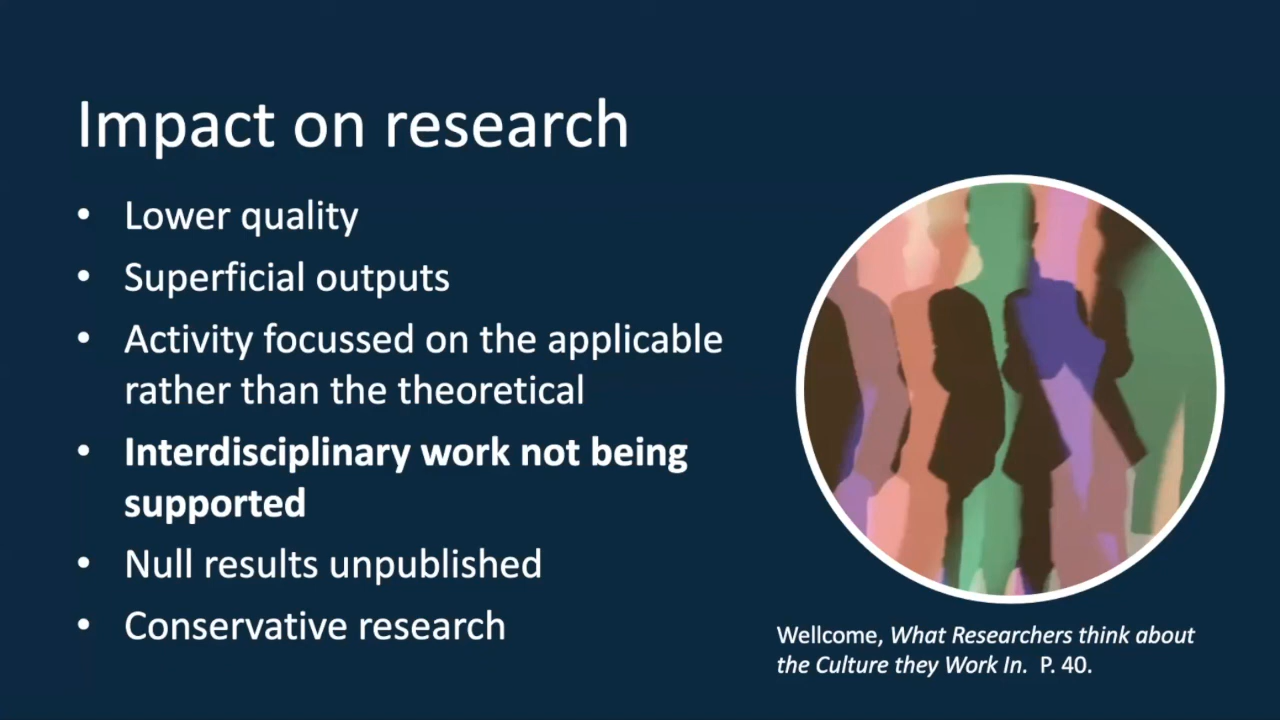 Impact on research
• Lower quality
• Superficial outputs
• Activity focussed on the applicable
rather than the theoretical
• Interdisciplinary work not being
supported
• Null results unpublished
• Conservative research
Wellcome, What Researchers think about
the Culture they Work In. P. 40.